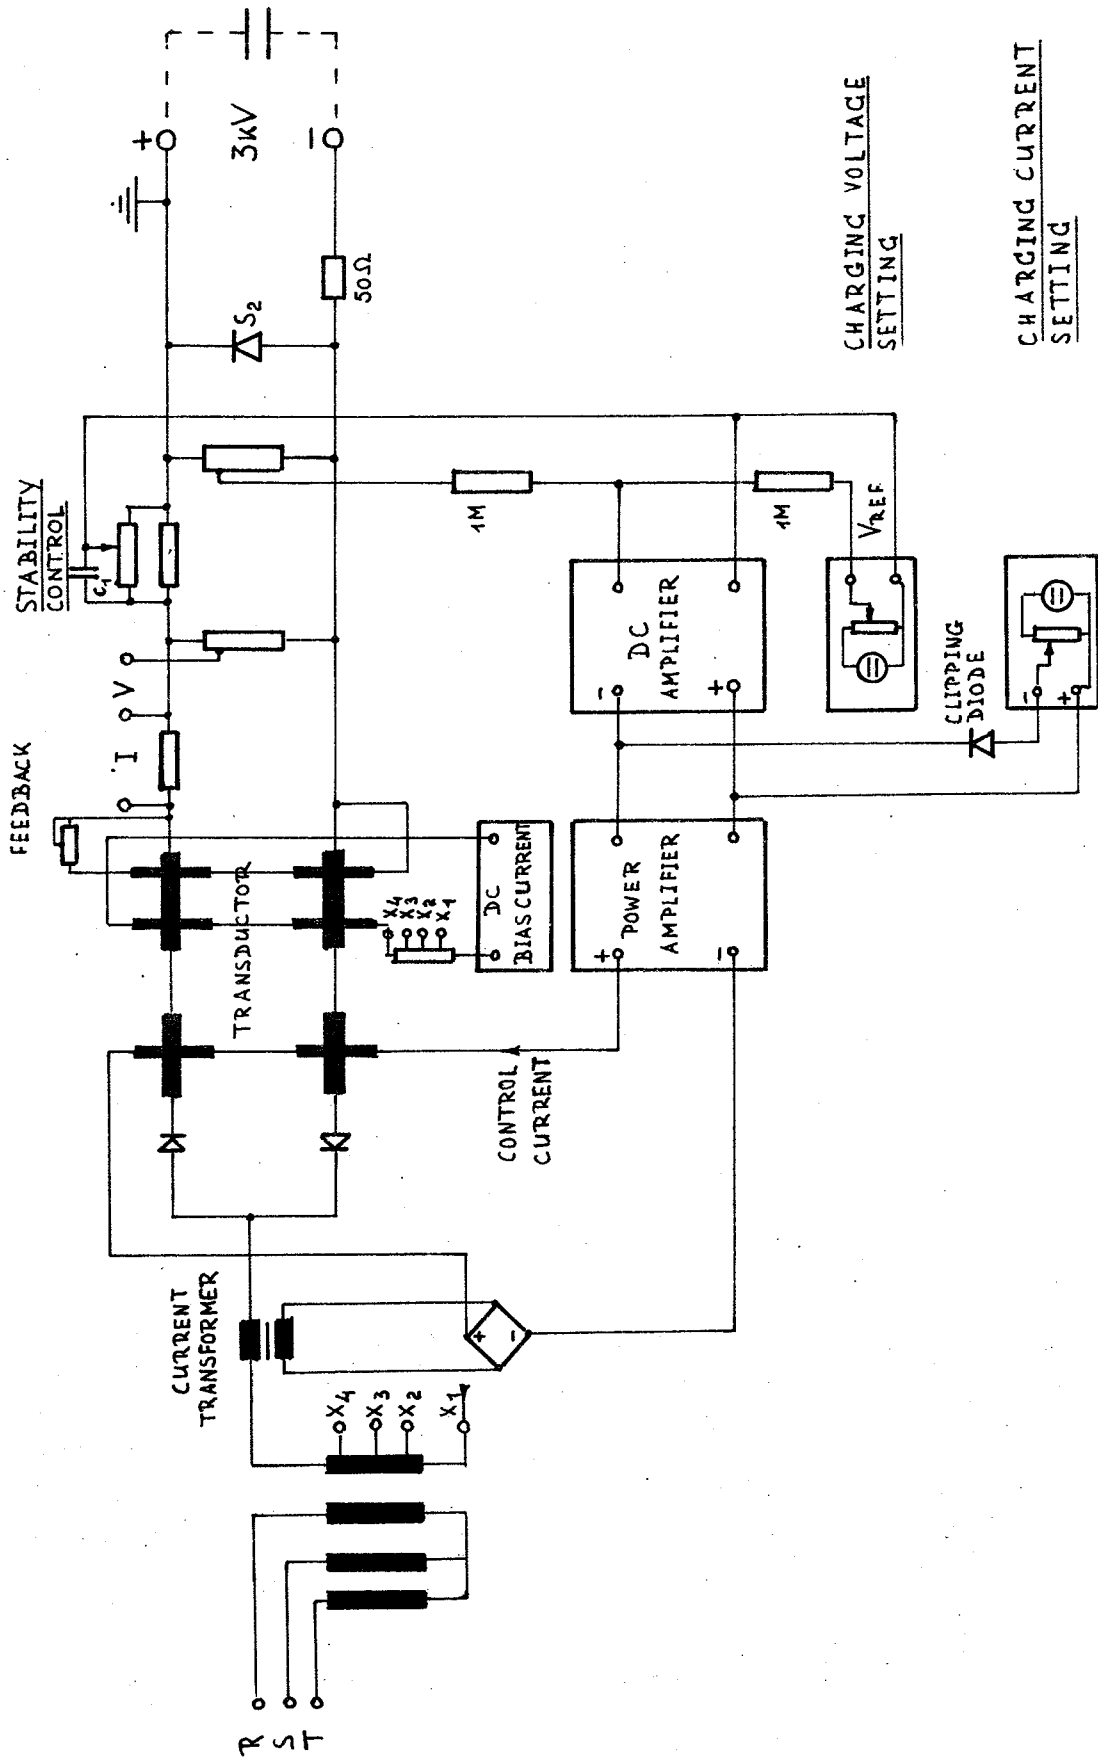 R
S
T
CURRENT
TRANSFORMER
X4
X3
X2
X1
TRANSDUCTOR
CONTROL
CURRENT
FEEDBACK
I
V
STABILITY
CONTROL
C1
X4
X3
X2
X1
DC
BIAS CURRENT
+
-
POWER
AMPLIFIER
+
-
DC
AMPLIFIER
-
+
1M
1M
VREF
CLIPPING
DIODE
-
+
S2
50Ω
+
3kV
-
CHARGING VOLTAGE
SETTING
CHARGING CURRENT
SETTING